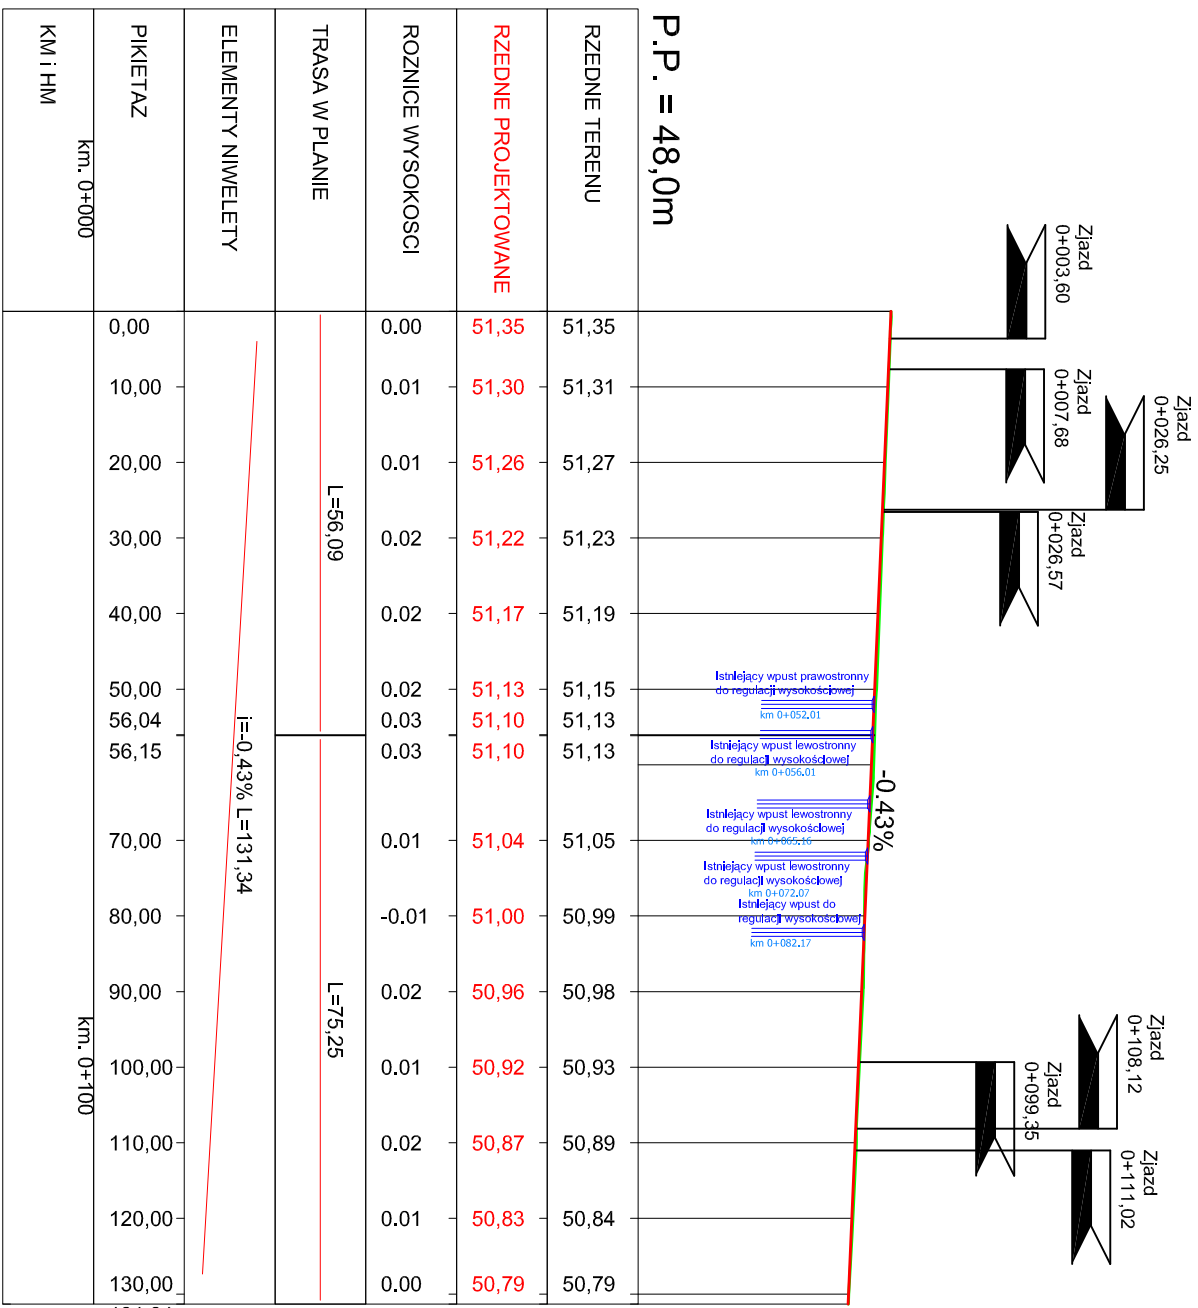 P.P. = 48,0m
RZEDNE TERENU
51,35
51,31
51,27
51,23
51,19
51,15
51,13
51,13
51,05
50,99
50,98
50,93
50,89
50,84
50,79
RZEDNE PROJEKTOWANE
51,35
51,30
51,26
51,22
51,17
51,13
51,10
51,10
51,04
51,00
50,96
50,92
50,87
50,83
50,79
ROZNICE WYSOKOSCI
0.00
0.01
0.01
0.02
0.02
0.02
0.03
0.03
0.01
-0.01
0.02
0.01
0.02
0.01
0.00
TRASA W PLANIE
L=56,09
L=75,25
ELEMENTY NIWELETY
i=-0,43% L=131,34
PIKIETAZ
0,00
10,00
20,00
30,00
40,00
50,00
56,04
56,15
70,00
80,00
90,00
100,00
110,00
120,00
130,00
KM i HM
km. 0+000
km. 0+100
Zjazd
0+003,60
Zjazd
0+007,68
Zjazd
0+026,25
Zjazd
0+026,57
Zjazd
0+099,35
Zjazd
0+108,12
Zjazd
0+111,02
-0.43%
Istniejący wpust prawostronny
do regulacji wysokościowej
km 0+052.01
Istniejący wpust lewostronny
do regulacji wysokościowej
km 0+056.01
Istniejący wpust lewostronny
do regulacji wysokościowej
km 0+065.16
Istniejący wpust lewostronny
do regulacji wysokościowej
km 0+072.07
Istniejący wpust do
regulacji wysokościowej
km 0+082.17